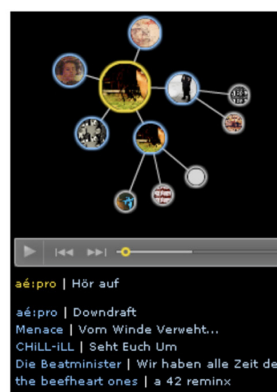 aé:pro | Hör auf
aé:pro | Downdraft
Menace | Vom Winde Verweht...
CHiLL-iLL | Seht Euch Um
Die Beatminister | Wir haben alle Zeit de
the beefheart ones | a 42 reminx